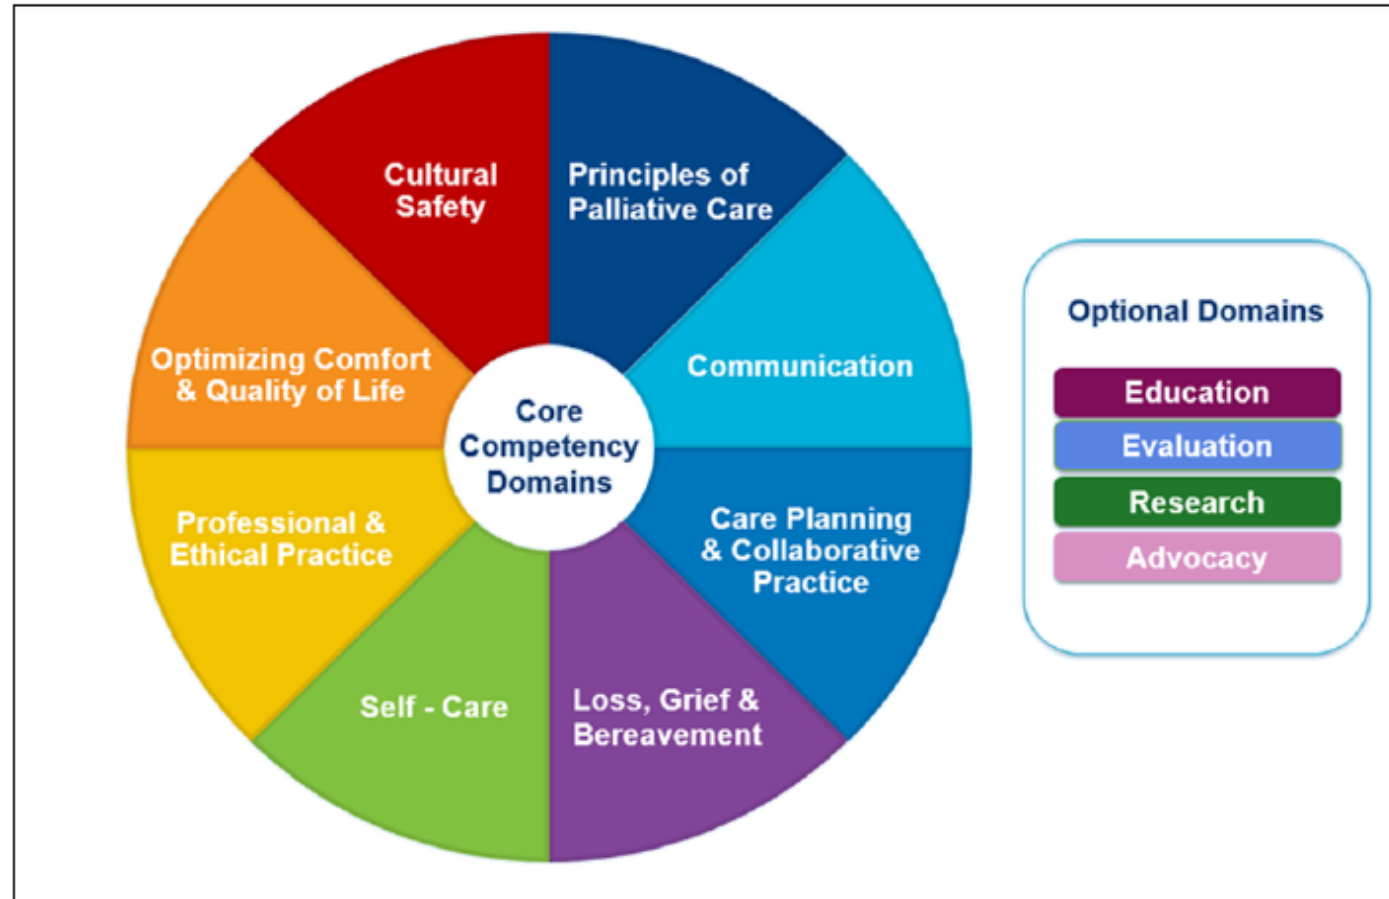 Cultural
Safety
Principles of
Palliative Care
Communication
Care Planning
& Collaborative
Practice
Loss, Grief &
Bereavement
Self - Care
Professional &
Ethical Practice
Optimizing Comfort
& Quality of Life
Core
Competency
Domains
Optional Domains
Education
Evaluation
Research
Advocacy